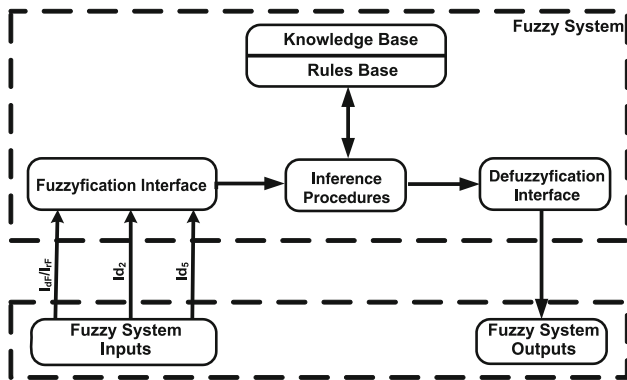 Fuzzy System
Knowledge Base
Rules Base
Fuzzyfication Interface
Inference
Procedures
Defuzzyfication
Interface
IdF/IrF
Id2
Id5
Fuzzy System
Inputs
Fuzzy System
Outputs